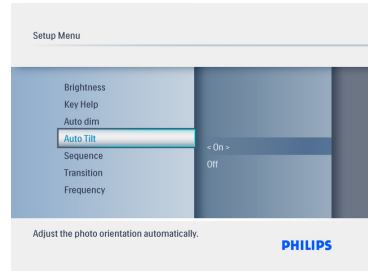 Setup Menu
Brightness
Key Help
Auto dim
Auto Tilt
Sequence
Transition
Frequency
< On >
Off
Adjust the photo orientation automatically.
PHILIPS